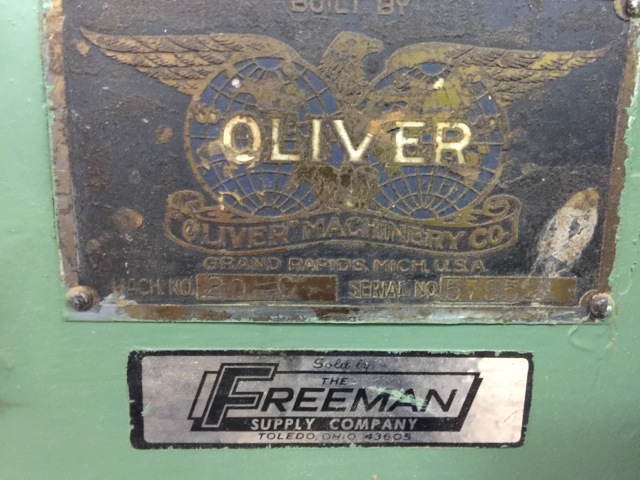 BUILT BY
OLIVER
OLIVER MACHINERY CO.
GRAND RAPIDS, MICH., U.S.A.
MACH. NO. SERIAL NO.
Sold by
THE
FREEMAN
SUPPLY COMPANY
TOLEDO, OHIO 43605